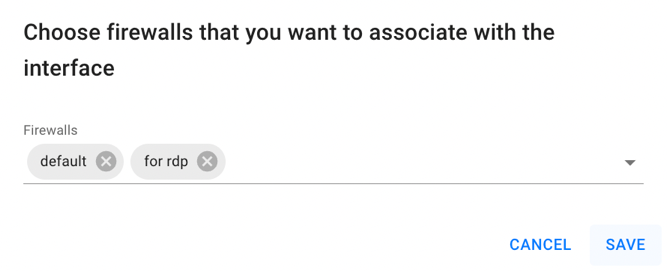 Choose firewalls that you want to associate with the
interface
Firewalls
default for rdp
CANCEL SAVE